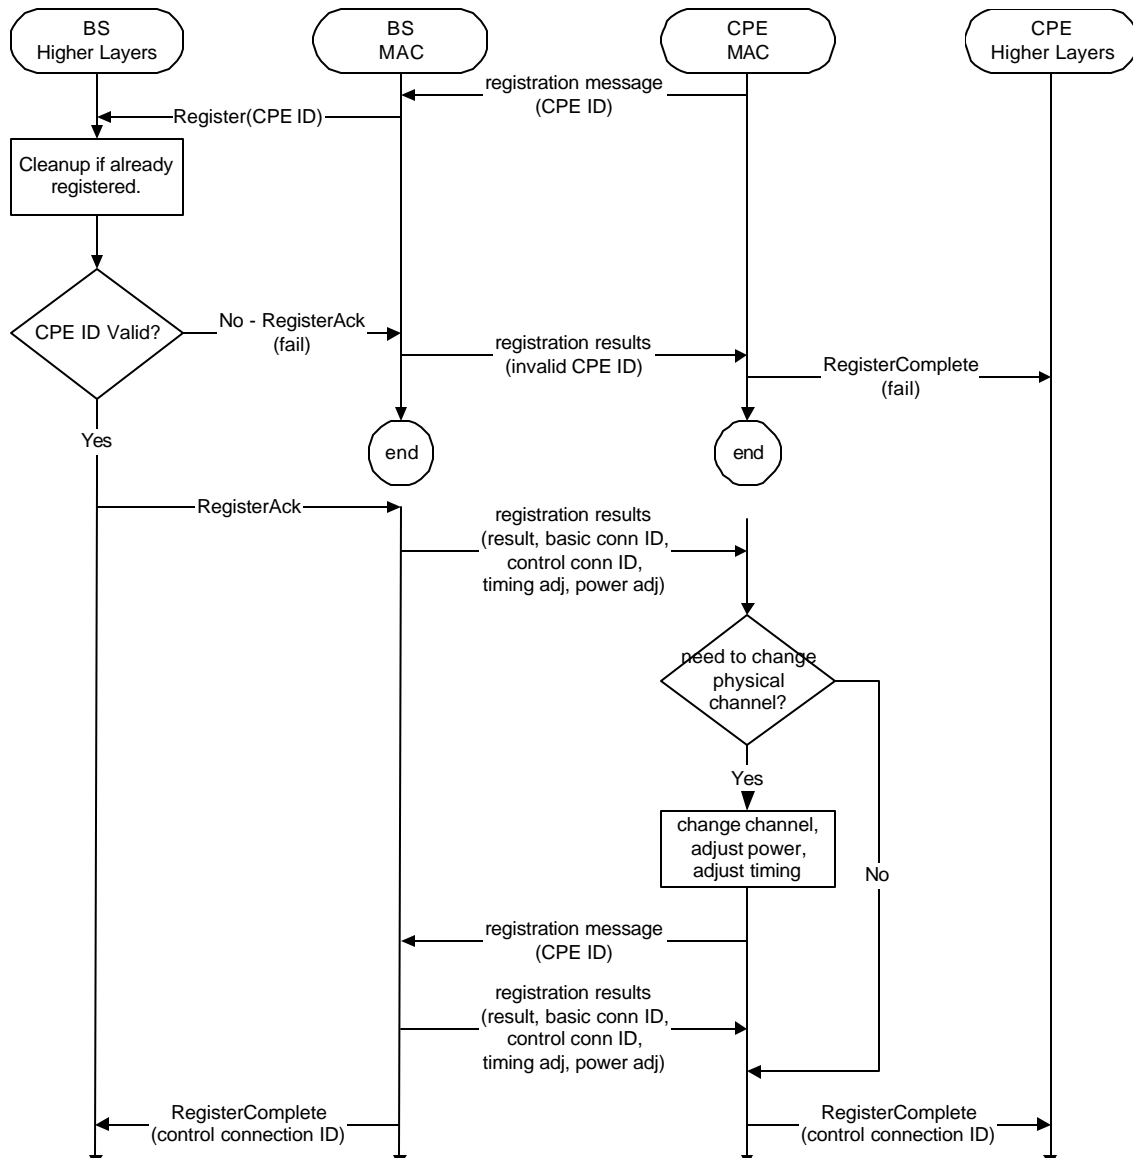 BS
Higher Layers
BS
MAC
CPE
MAC
CPE
Higher Layers
registration message
(CPE ID)
Register(CPE ID)
Cleanup if already
registered.
CPE ID Valid?
No - RegisterAck
(fail)
registration results
(invalid CPE ID)
RegisterComplete
(fail)
Yes
end
end
RegisterAck
registration results
(result, basic conn ID,
control conn ID,
timing adj, power adj)
need to change
physical
channel?
Yes
change channel,
adjust power,
adjust timing
No
registration message
(CPE ID)
registration results
(result, basic conn ID,
control conn ID,
timing adj, power adj)
RegisterComplete
(control connection ID)
RegisterComplete
(control connection ID)